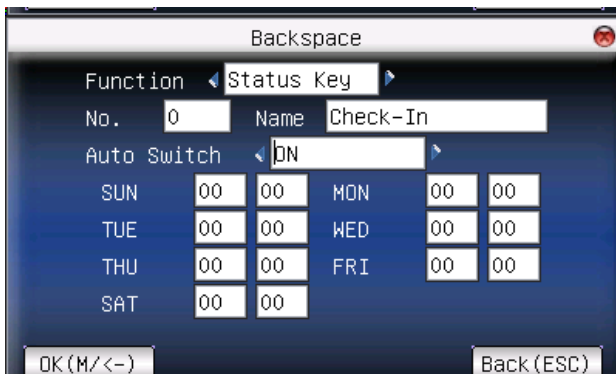 Backspace
Function Status Key
No. 0 Name Check-In
Auto Switch ON
SUN 00 00 MON 00 00
TUE 00 00 WED 00 00
THU 00 00 FRI 00 00
SAT 00 00
OK(M/<-) Back(ESC)